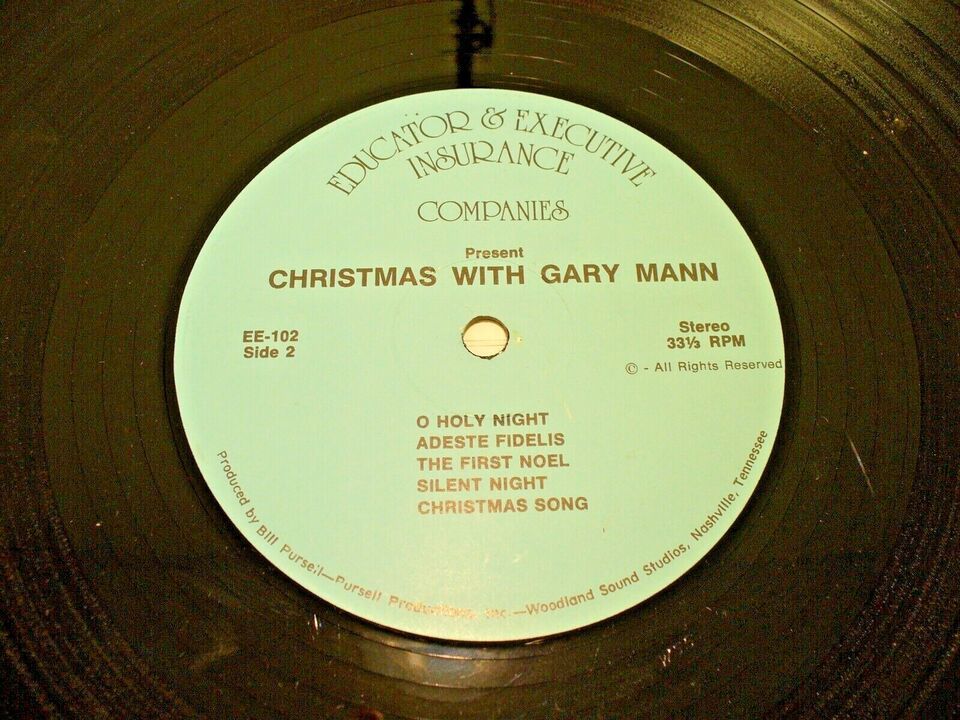 EDUCATOR & EXECUTIVE
INSURANCE
COMPANIES
Present
CHRISTMAS WITH GARY MANN
EE-102
Side 2
Stereo
33⅓ RPM
© - All Rights Reserved
O HOLY NIGHT
ADESTE FIDELIS
THE FIRST NOEL
SILENT NIGHT
CHRISTMAS SONG
Produced by Bill Pursell—Pursell Productions, Inc.—Woodland Sound Studios, Nashville, Tennessee